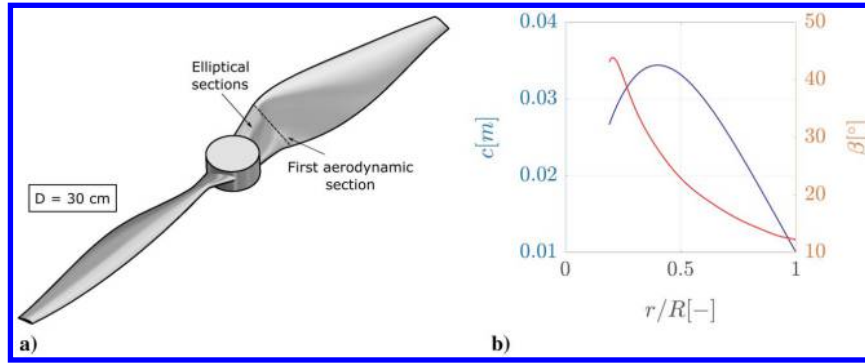 Elliptical
sections
First aerodynamic
section
D = 30 cm
a)
0.04
0.03
0.02
0.01
c[m]
50
40
30
20
10
β[°]
0
0.5
1
r/R[−]
b)